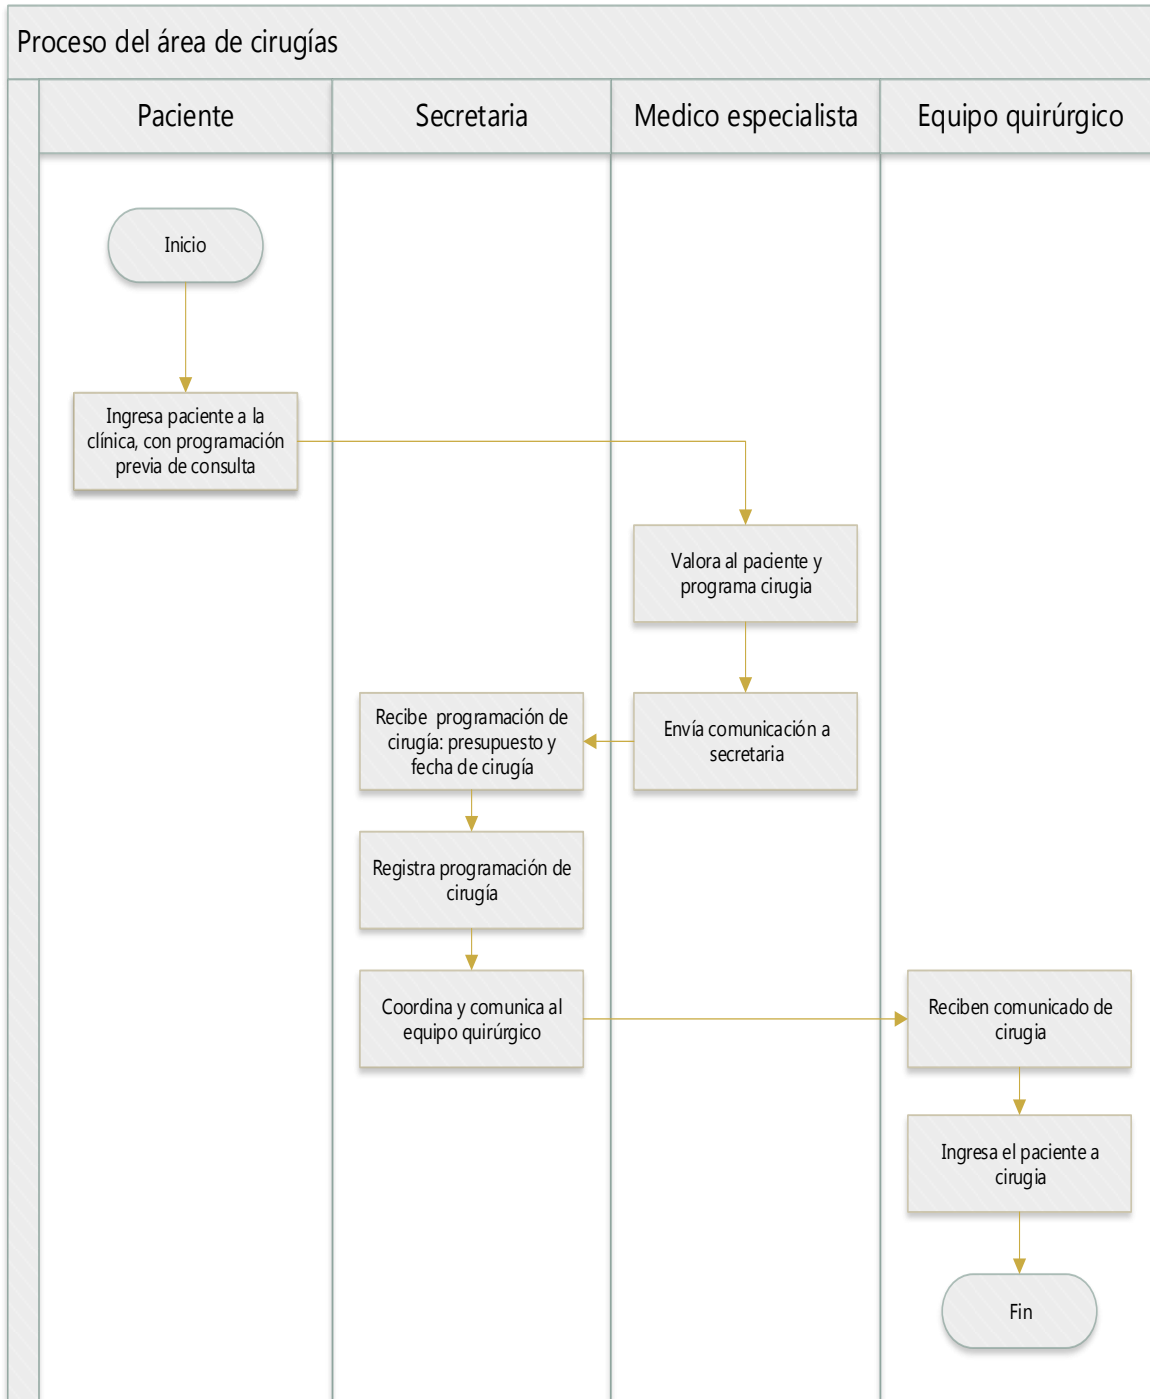 Proceso del área de cirugías
Paciente
Secretaria
Medico especialista
Equipo quirúrgico
Inicio
Ingresa paciente a la
clínica, con programación
previa de consulta
Valora al paciente y
programa cirugia
Envía comunicación a
secretaria
Recibe programación de
cirugía: presupuesto y
fecha de cirugía
Registra programación de
cirugía
Coordina y comunica al
equipo quirúrgico
Reciben comunicado de
cirugia
Ingresa el paciente a
cirugia
Fin